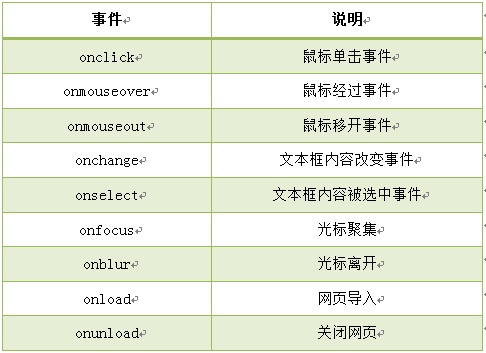 事件 说明
onclick 鼠标单击事件
onmouseover 鼠标经过事件
onmouseout 鼠标移开事件
onchange 文本框内容改变事件
onselect 文本框内容被选中事件
onfocus 光标聚集
onblur 光标离开
onload 网页导入
onunload 关闭网页